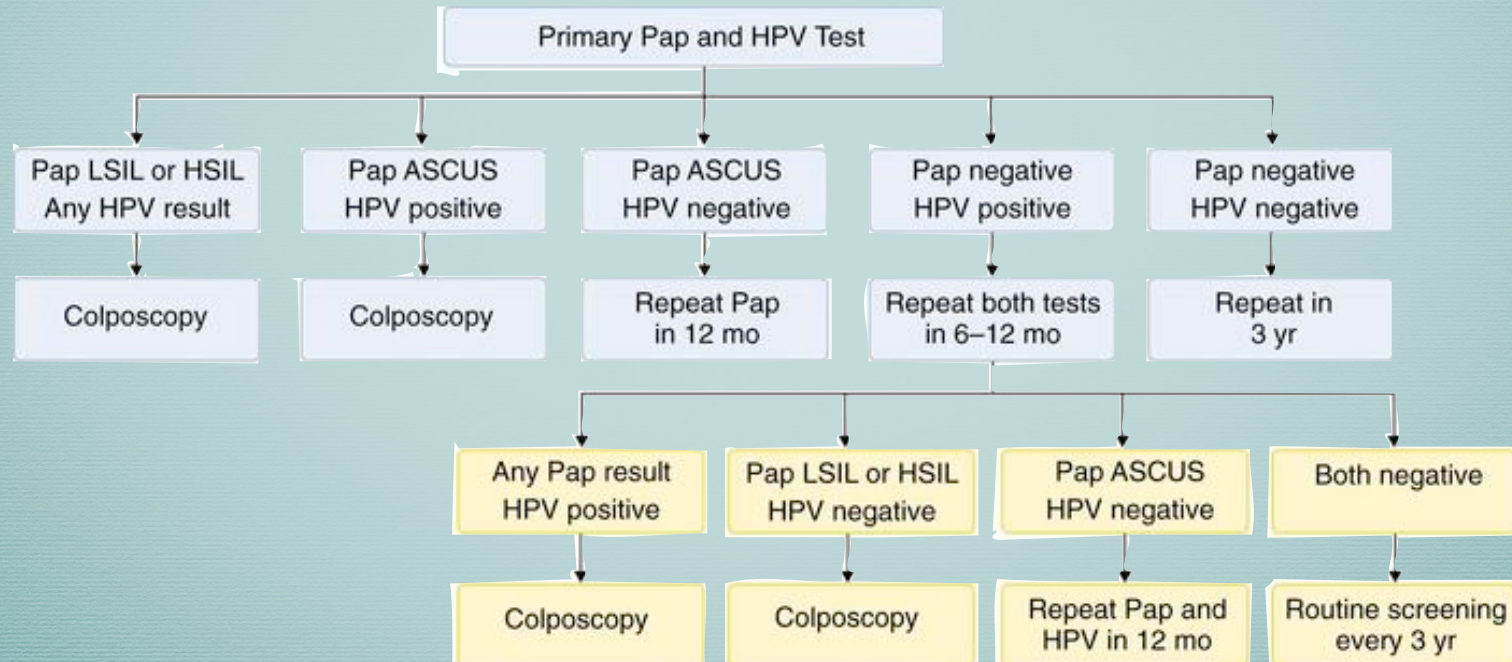 Primary Pap and HPV Test
Pap LSIL or HSIL
Any HPV result
Pap ASCUS
HPV positive
Pap ASCUS
HPV negative
Pap negative
HPV positive
Pap negative
HPV negative
Colposcopy
Colposcopy
Repeat Pap
in 12 mo
Repeat both tests
in 6–12 mo
Repeat in
3 yr
Any Pap result
HPV positive
Pap LSIL or HSIL
HPV negative
Pap ASCUS
HPV negative
Both negative
Colposcopy
Colposcopy
Repeat Pap and
HPV in 12 mo
Routine screening
every 3 yr